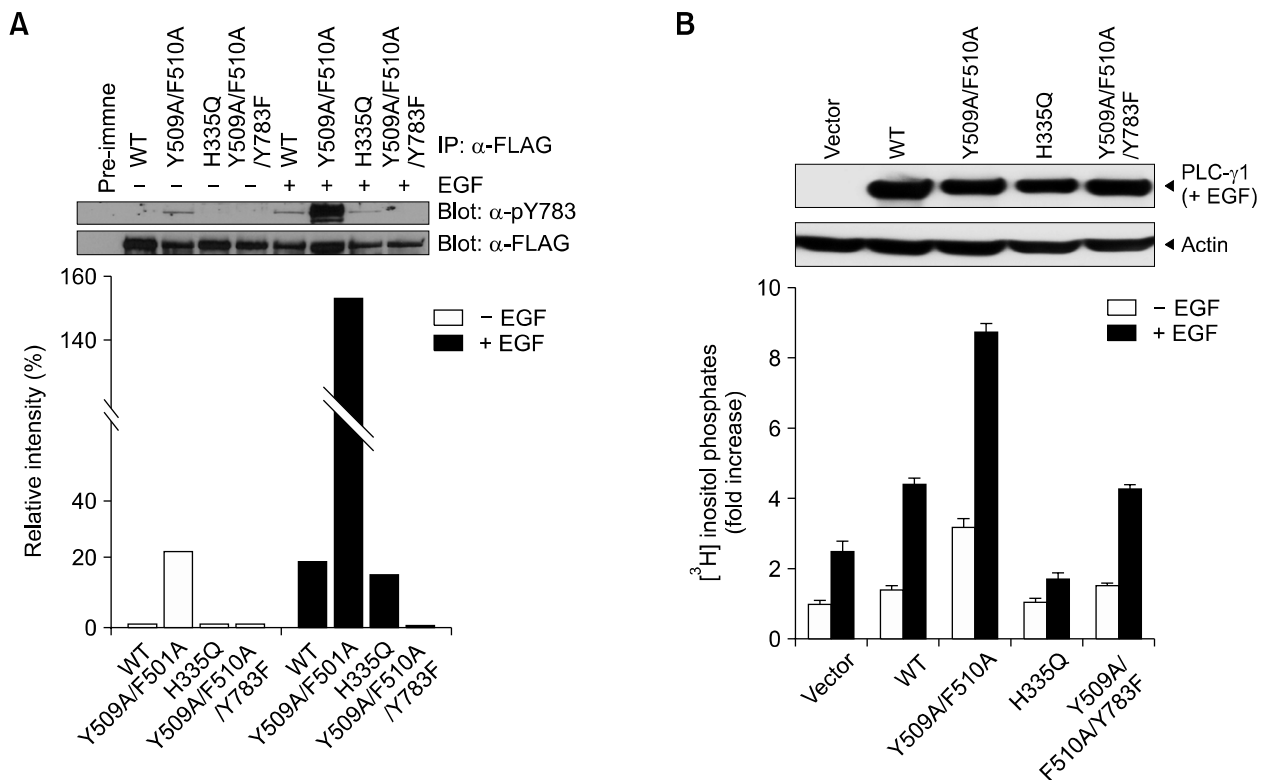 A
Pre-immne
WT
Y509A/F510A
H335Q
Y509A/F510A
/Y783F
WT
Y509A/F510A
H335Q
Y509A/F510A
/Y783F
IP: α-FLAG
− − − − + + + + EGF
Blot: α-pY783
Blot: α-FLAG
160
140
40
20
0
Relative intensity (%)
− EGF
+ EGF
WT
Y509A/F501A
H335Q
Y509A/F510A
/Y783F
WT
Y509A/F501A
H335Q
Y509A/F510A
/Y783F
B
Vector
WT
Y509A/F510A
H335Q
Y509A/F510A
/Y783F
PLC-γ1
(+ EGF)
Actin
10
8
6
4
2
0
[³H] inositol phosphates
(fold increase)
− EGF
+ EGF
Vector
WT
Y509A/F510A
H335Q
Y509A/
F510A/Y783F